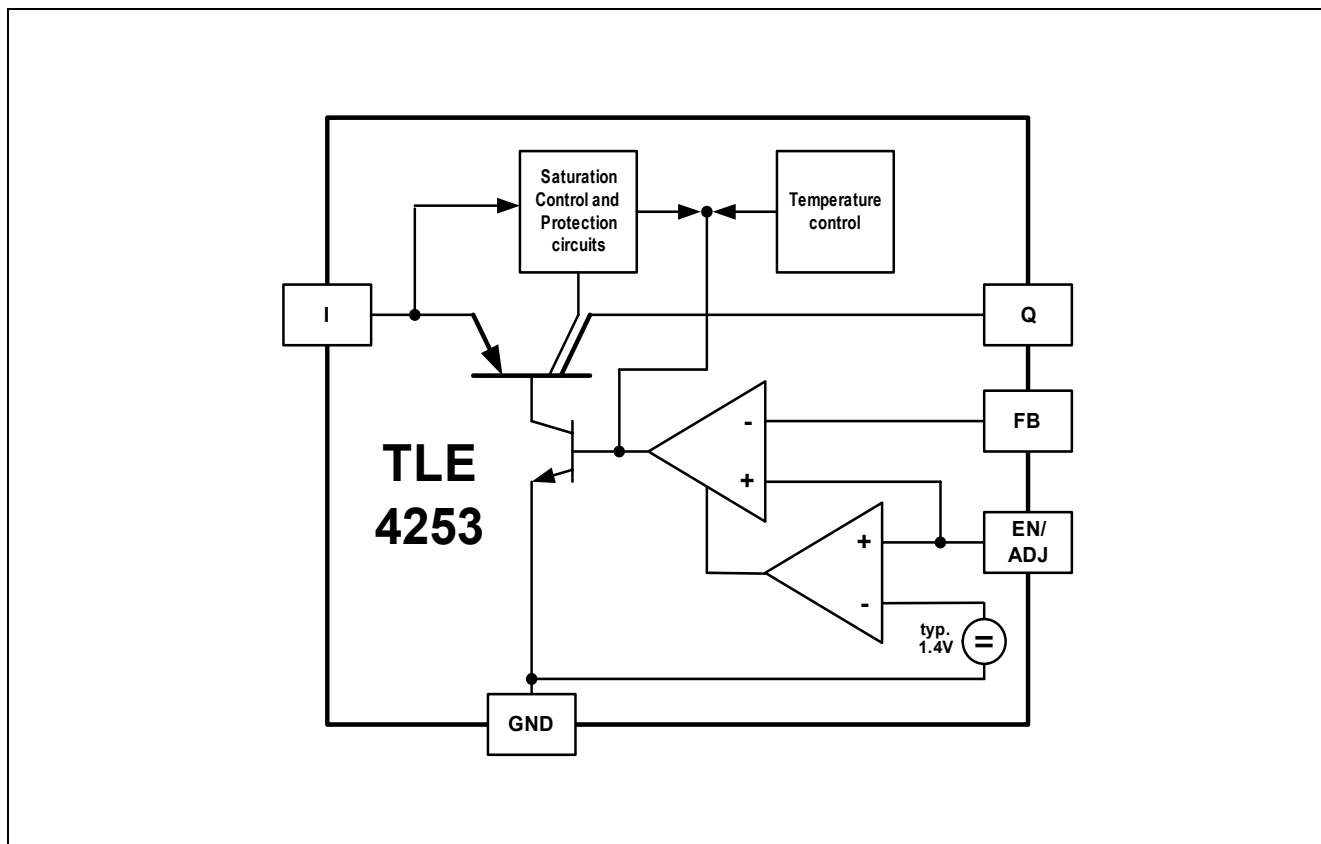 Saturation
Control and
Protection
circuits
Temperature
control
I
Q
FB
TLE
4253
-
+
EN/
ADJ
+
-
typ.
1.4V
=
GND